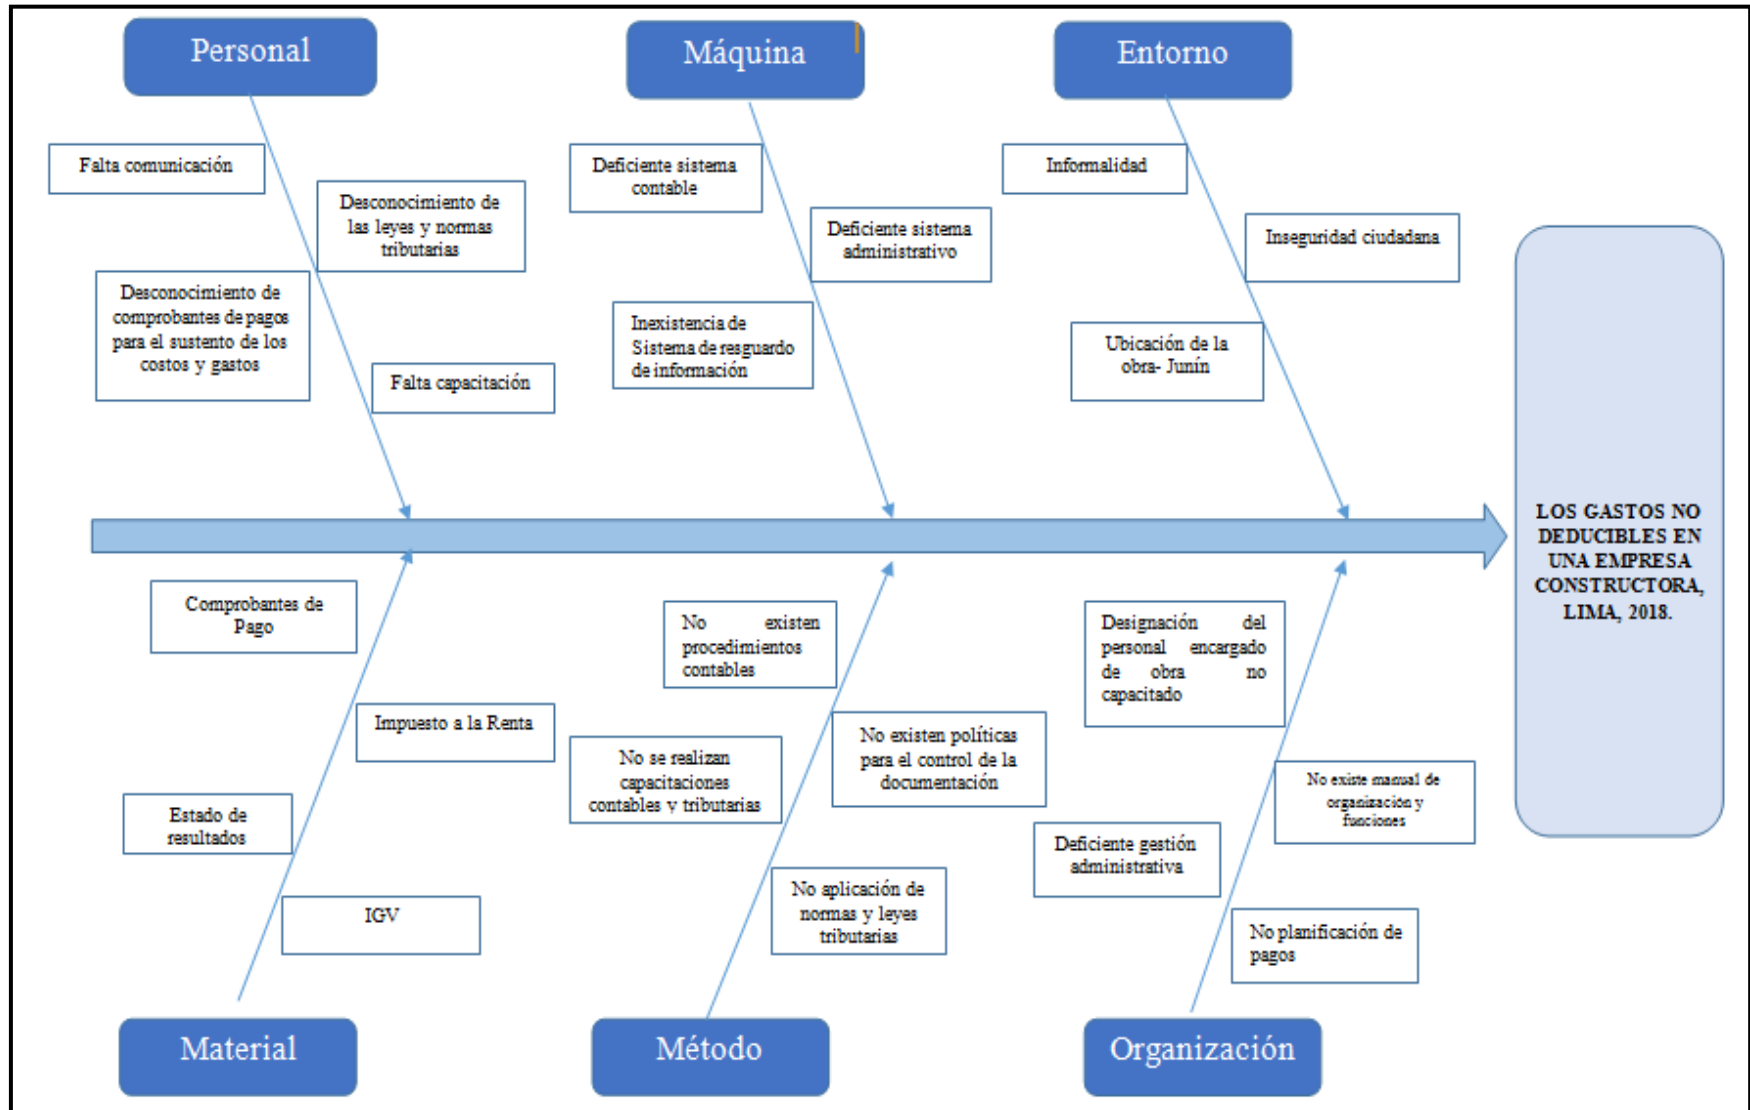 Personal
Máquina
Entorno
Falta comunicación
Desconocimiento de
las leyes y normas
tributarias
Desconocimiento de
comprobantes de pagos
para el sustento de los
costos y gastos
Falta capacitación
Deficiente sistema
contable
Deficiente sistema
administrativo
Inexistencia de
Sistema de resguardo
de información
Informalidad
Inseguridad ciudadana
Ubicación de la
obra- Junín
LOS GASTOS NO
DEDUCIBLES EN
UNA EMPRESA
CONSTRUCTORA,
LIMA, 2018.
Comprobantes de
Pago
Impuesto a la Renta
Estado de
resultados
IGV
No existen
procedimientos
contables
No existen políticas
para el control de la
documentación
No se realizan
capacitaciones
contables y tributarias
No aplicación de
normas y leyes
tributarias
Designación del
personal encargado
de obra no
capacitado
No existe manual de
organización y
funciones
Deficiente gestión
administrativa
No planificación de
pagos
Material
Método
Organización